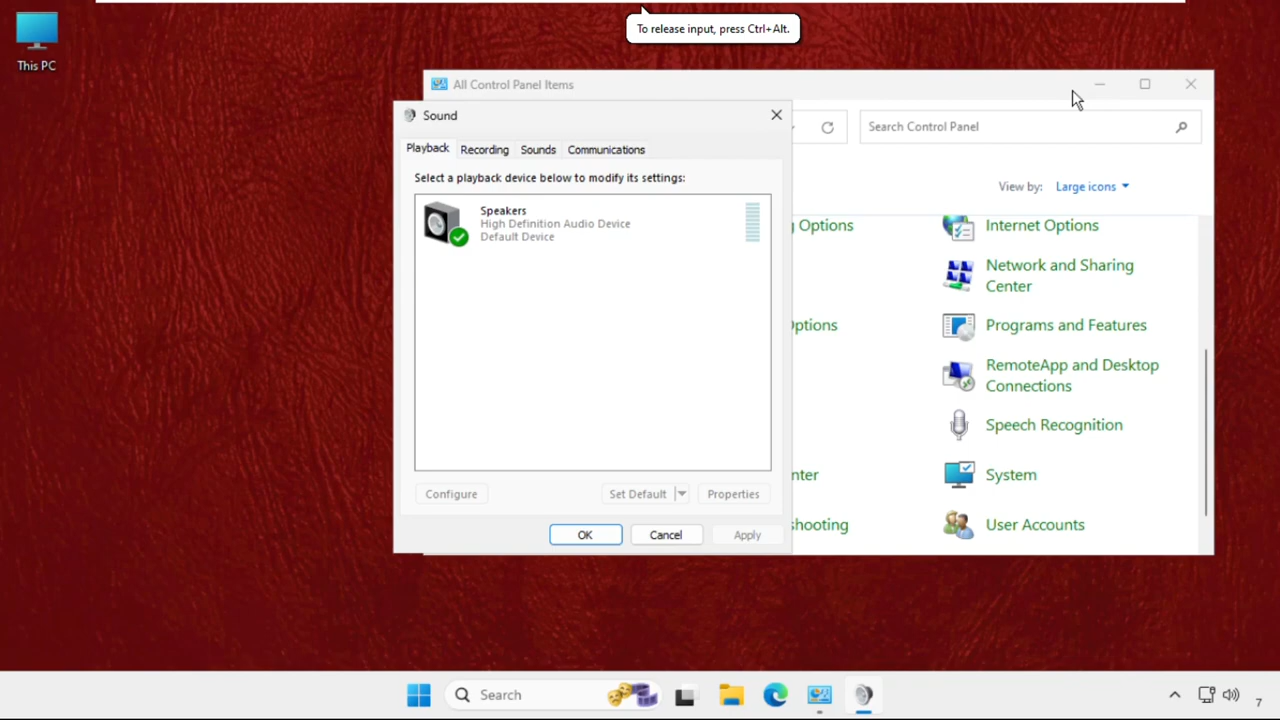 To release input, press Ctrl+Alt.
This PC
All Control Panel Items
Search Control Panel
View by: Large icons
Sound
Playback
Recording
Sounds
Communications
Select a playback device below to modify its settings:
Speakers
High Definition Audio Device
Default Device
Configure
Set Default
Properties
OK
Cancel
Apply
g Options
Internet Options
Network and Sharing
Center
Options
Programs and Features
RemoteApp and Desktop
Connections
Speech Recognition
nter
System
shooting
User Accounts
Search
7